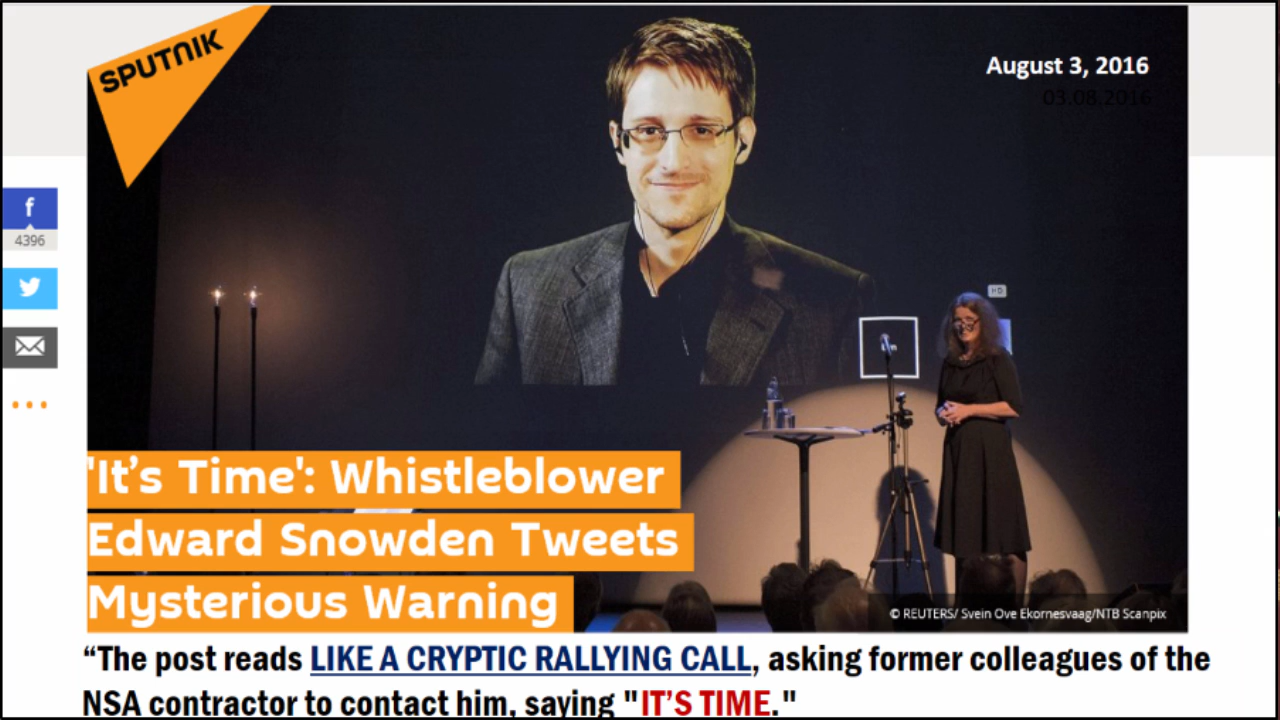 SPUTNIK
August 3, 2016
03.08.2016
f
4396
HD
'It's Time': Whistleblower
Edward Snowden Tweets
Mysterious Warning
© REUTERS/ Svein Ove Ekornesvaag/NTB Scanpix
“The post reads LIKE A CRYPTIC RALLYING CALL, asking former colleagues of the
NSA contractor to contact him, saying "IT’S TIME."